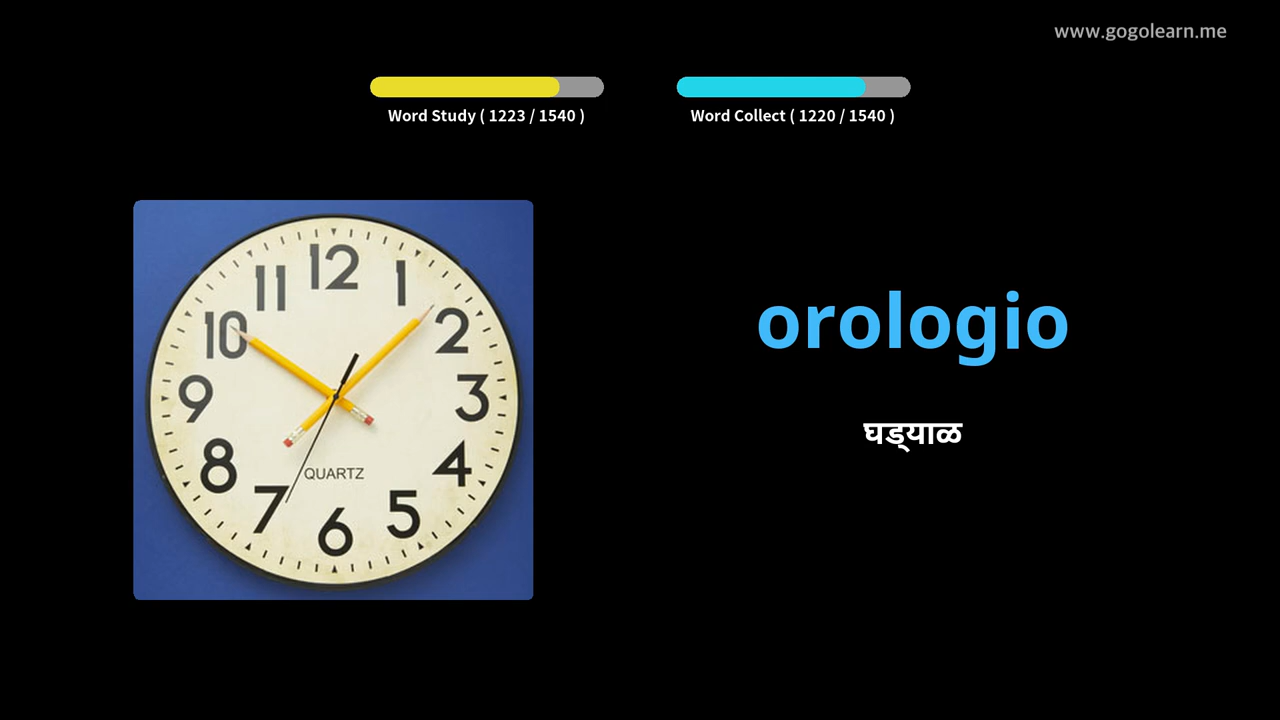 www.gogolearn.me
Word Study ( 1223 / 1540 )
Word Collect ( 1220 / 1540 )
12
11
1
10
2
9
3
8
4
7
5
6
QUARTZ
orologio
घड्याळ